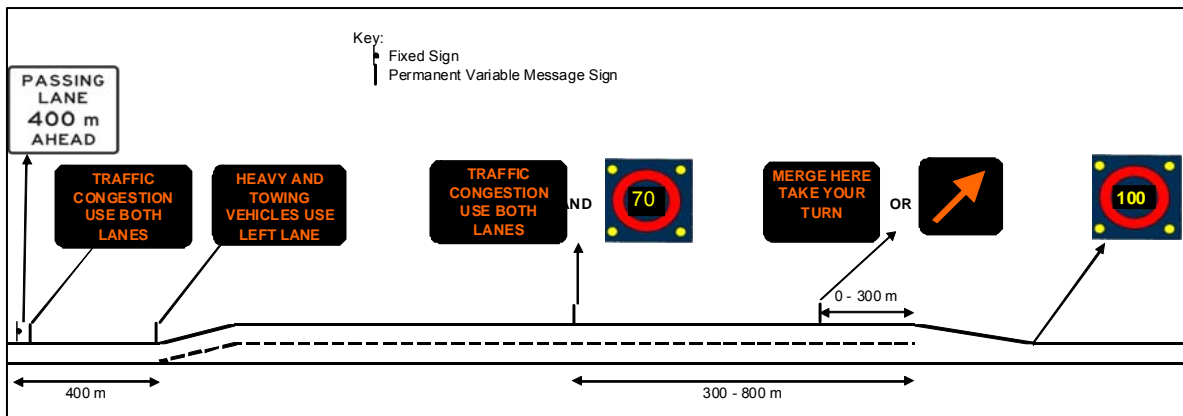 Key:
Fixed Sign
Permanent Variable Message Sign
PASSING
LANE
400 m
AHEAD
TRAFFIC
CONGESTION
USE BOTH
LANES
HEAVY AND
TOWING
VEHICLES USE
LEFT LANE
TRAFFIC
CONGESTION
USE BOTH
LANES
AND
70
MERGE HERE
TAKE YOUR
TURN
OR
100
0 - 300 m
400 m
300 - 800 m